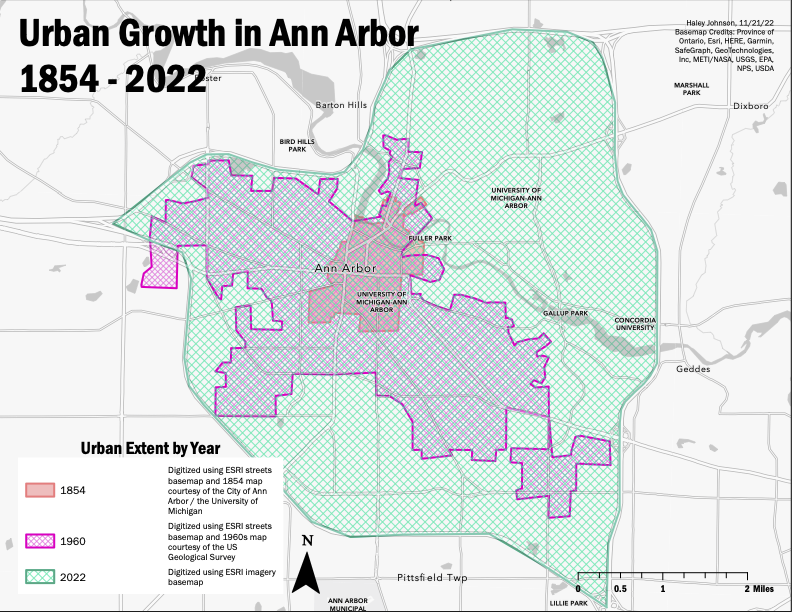 Urban Growth in Ann Arbor
1854 - 2022
Haley Johnson, 11/21/22
Basemap Credits: Province of
Ontario, Esri, HERE, Garmin,
SafeGraph, GeoTechnologies,
Inc, METI/NASA, USGS, EPA,
NPS, USDA
MARSHALL
PARK
Barton Hills
Dixboro
BIRD HILLS
PARK
UNIVERSITY OF
MICHIGAN-ANN
ARBOR
FULLER PARK
Ann Arbor
UNIVERSITY OF
MICHIGAN-ANN
ARBOR
GALLUP PARK
CONCORDIA
UNIVERSITY
Geddes
Urban Extent by Year
1854
Digitized using ESRI streets
basemap and 1854 map
courtesy of the City of Ann
Arbor / the University of
Michigan
1960
Digitized using ESRI streets
basemap and 1960s map
courtesy of the US
Geological Survey
2022
Digitized using ESRI imagery
basemap
N
Pittsfield Twp
0 0.5 1 2 Miles
ANN ARBOR
MUNICIPAL
LILLIE PARK